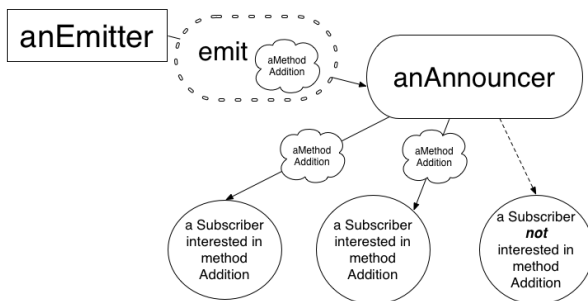 anEmitter
emit
aMethod
Addition
anAnnouncer
aMethod
Addition
aMethod
Addition
a Subscriber
interested in
method
Addition
a Subscriber
interested in
method
Addition
a Subscriber
not
interested in
method
Addition